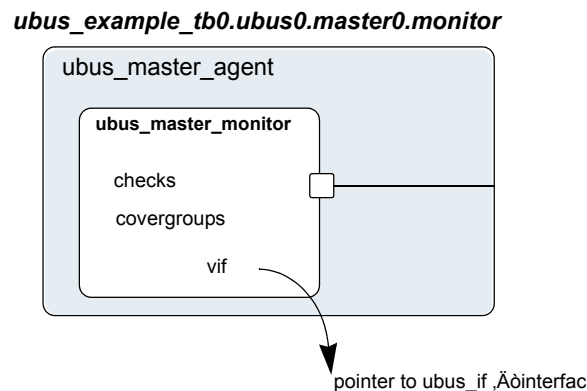 ubus_example_tb0.ubus0.master0.monitor
ubus_master_agent
ubus_master_monitor
checks
covergroups
vif
pointer to ubus_if ‚Äòinterfac